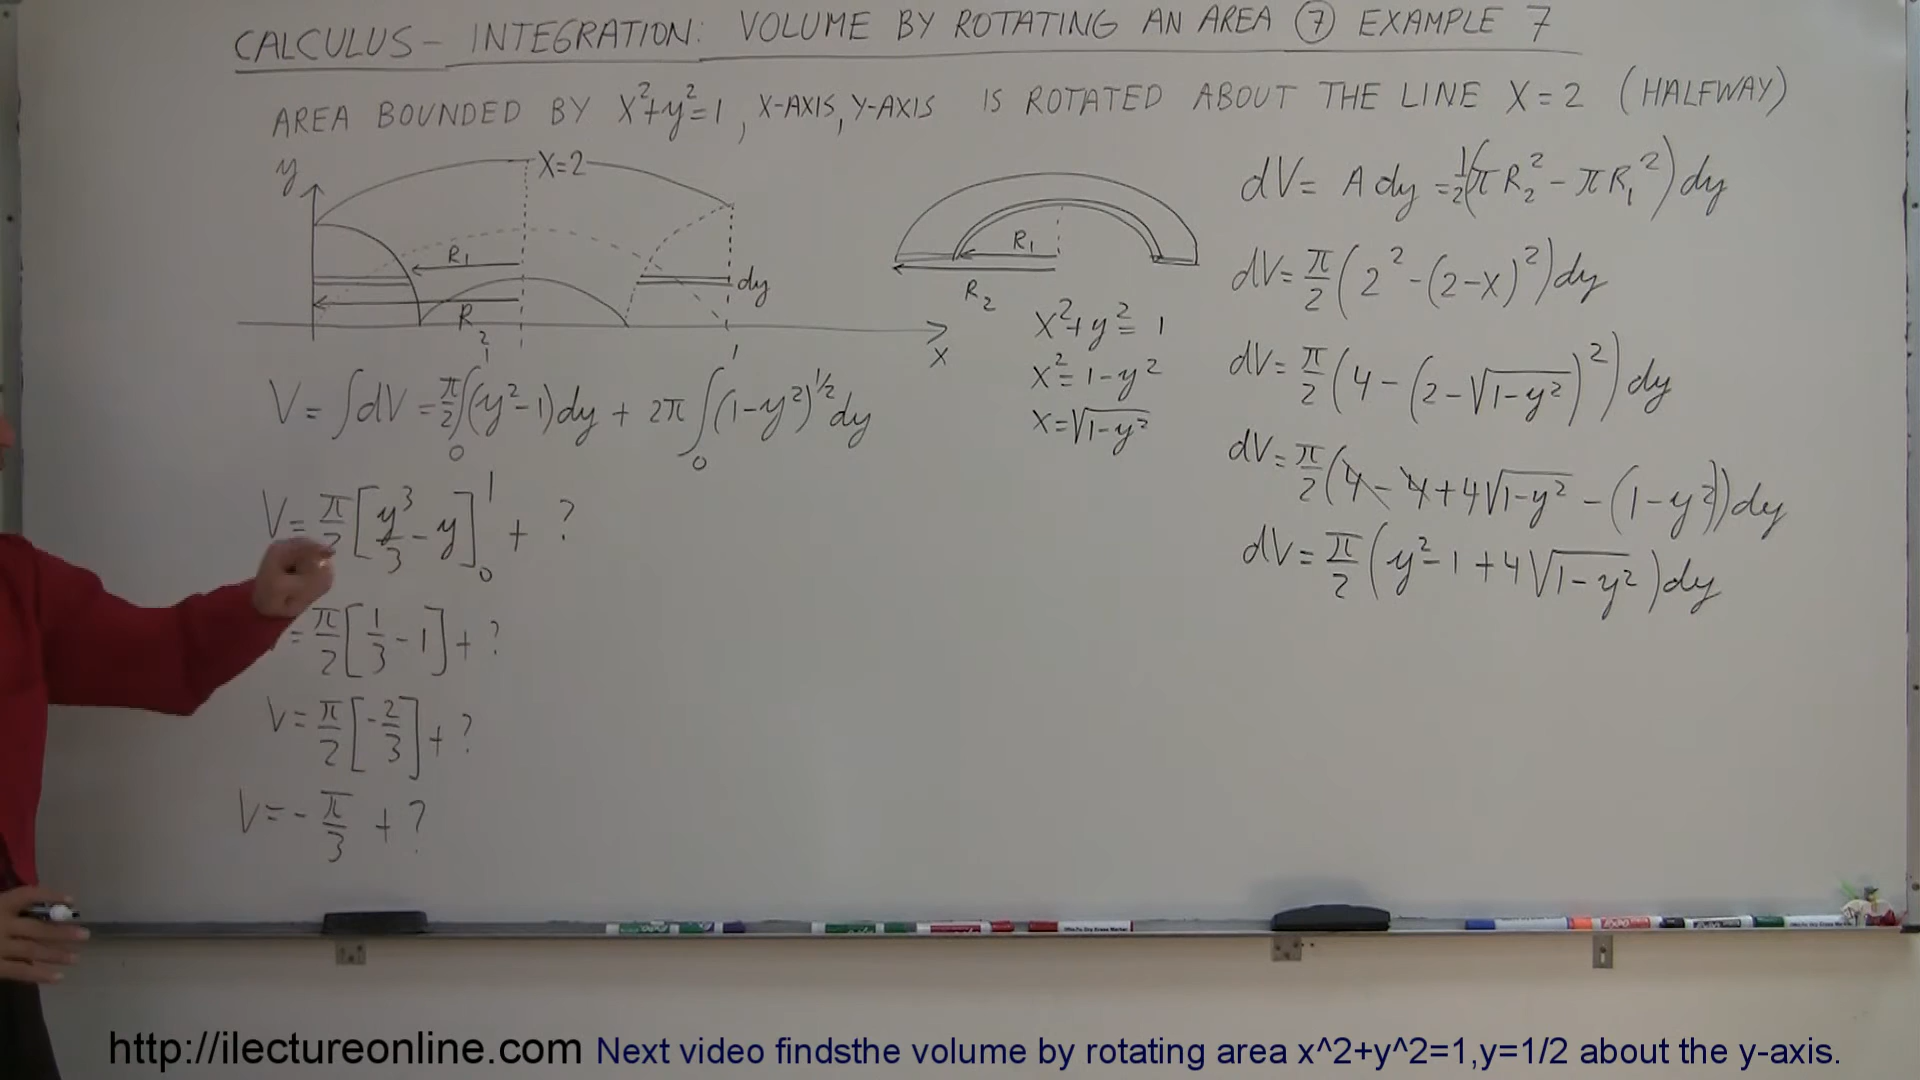 CALCULUS - INTEGRATION: VOLUME BY ROTATING AN AREA ⑦ EXAMPLE 7
AREA BOUNDED BY X²+y²=1, X-AXIS, Y-AXIS IS ROTATED ABOUT THE LINE X=2 (HALFWAY)
y
X=2
R₁
R₂
dy
x
R₁
R₂
x²+y²=1
x²=1-y²
x=√(1-y²)
dV= A dy =½(πR₂²-πR₁²)dy
dV=π/2(2²-(2-x)²)dy
dV=π/2(4-(2-√(1-y²))²)dy
dV=π/2(4-4+4√(1-y²)-(1-y²))dy
dV=π/2(y²-1+4√(1-y²))dy
V=∫dV=π/2∫₀¹(y²-1)dy+2π∫₀¹(1-y²)^½dy
V=π/2[y³/3-y]₀¹+?
=π/2[1/3-1]+?
V=π/2[-2/3]+?
V=-π/3+?
http://ilectureonline.com Next video findsthe volume by rotating area x^2+y^2=1,y=1/2 about the y-axis.